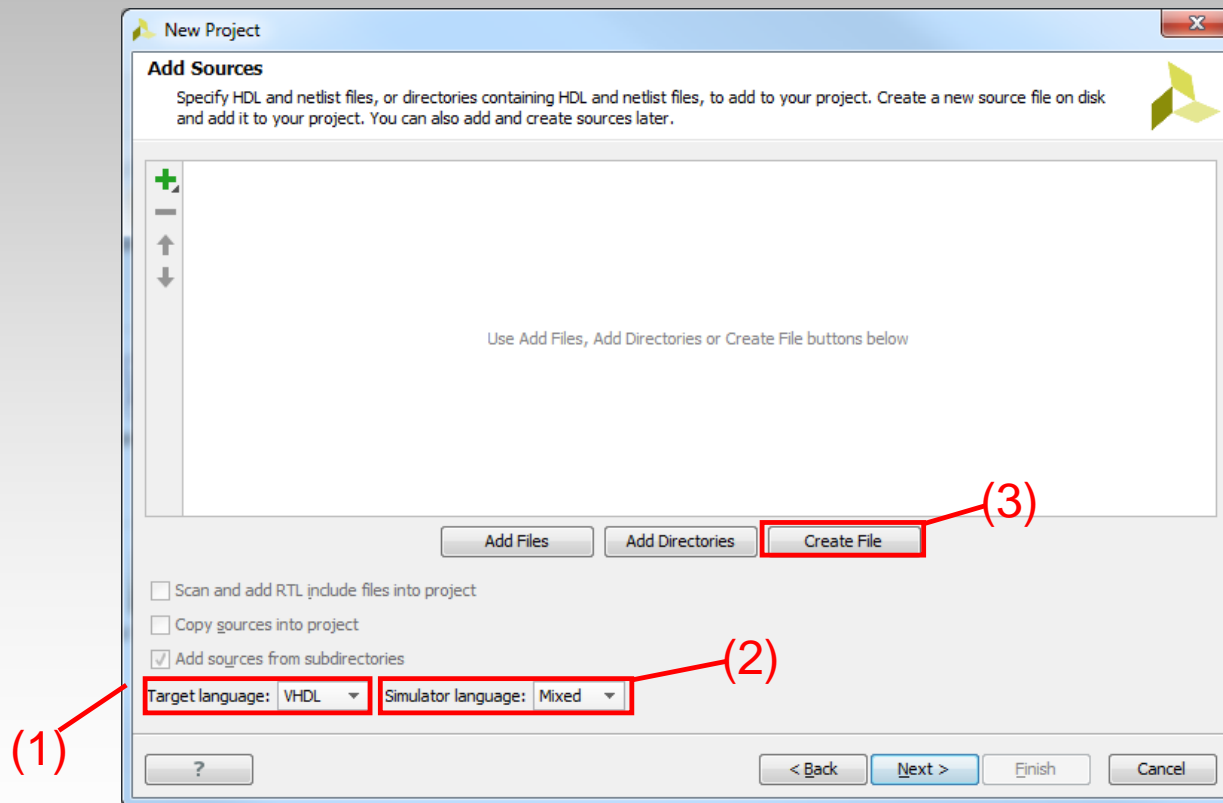 New Project
Add Sources
Specify HDL and netlist files, or directories containing HDL and netlist files, to add to your project. Create a new source file on disk
and add it to your project. You can also add and create sources later.
Use Add Files, Add Directories or Create File buttons below
(3)
Add Files Add Directories Create File
Scan and add RTL include files into project
Copy sources into project
Add sources from subdirectories
(2)
Target language: VHDL Simulator language: Mixed
(1)
? < Back Next > Finish Cancel